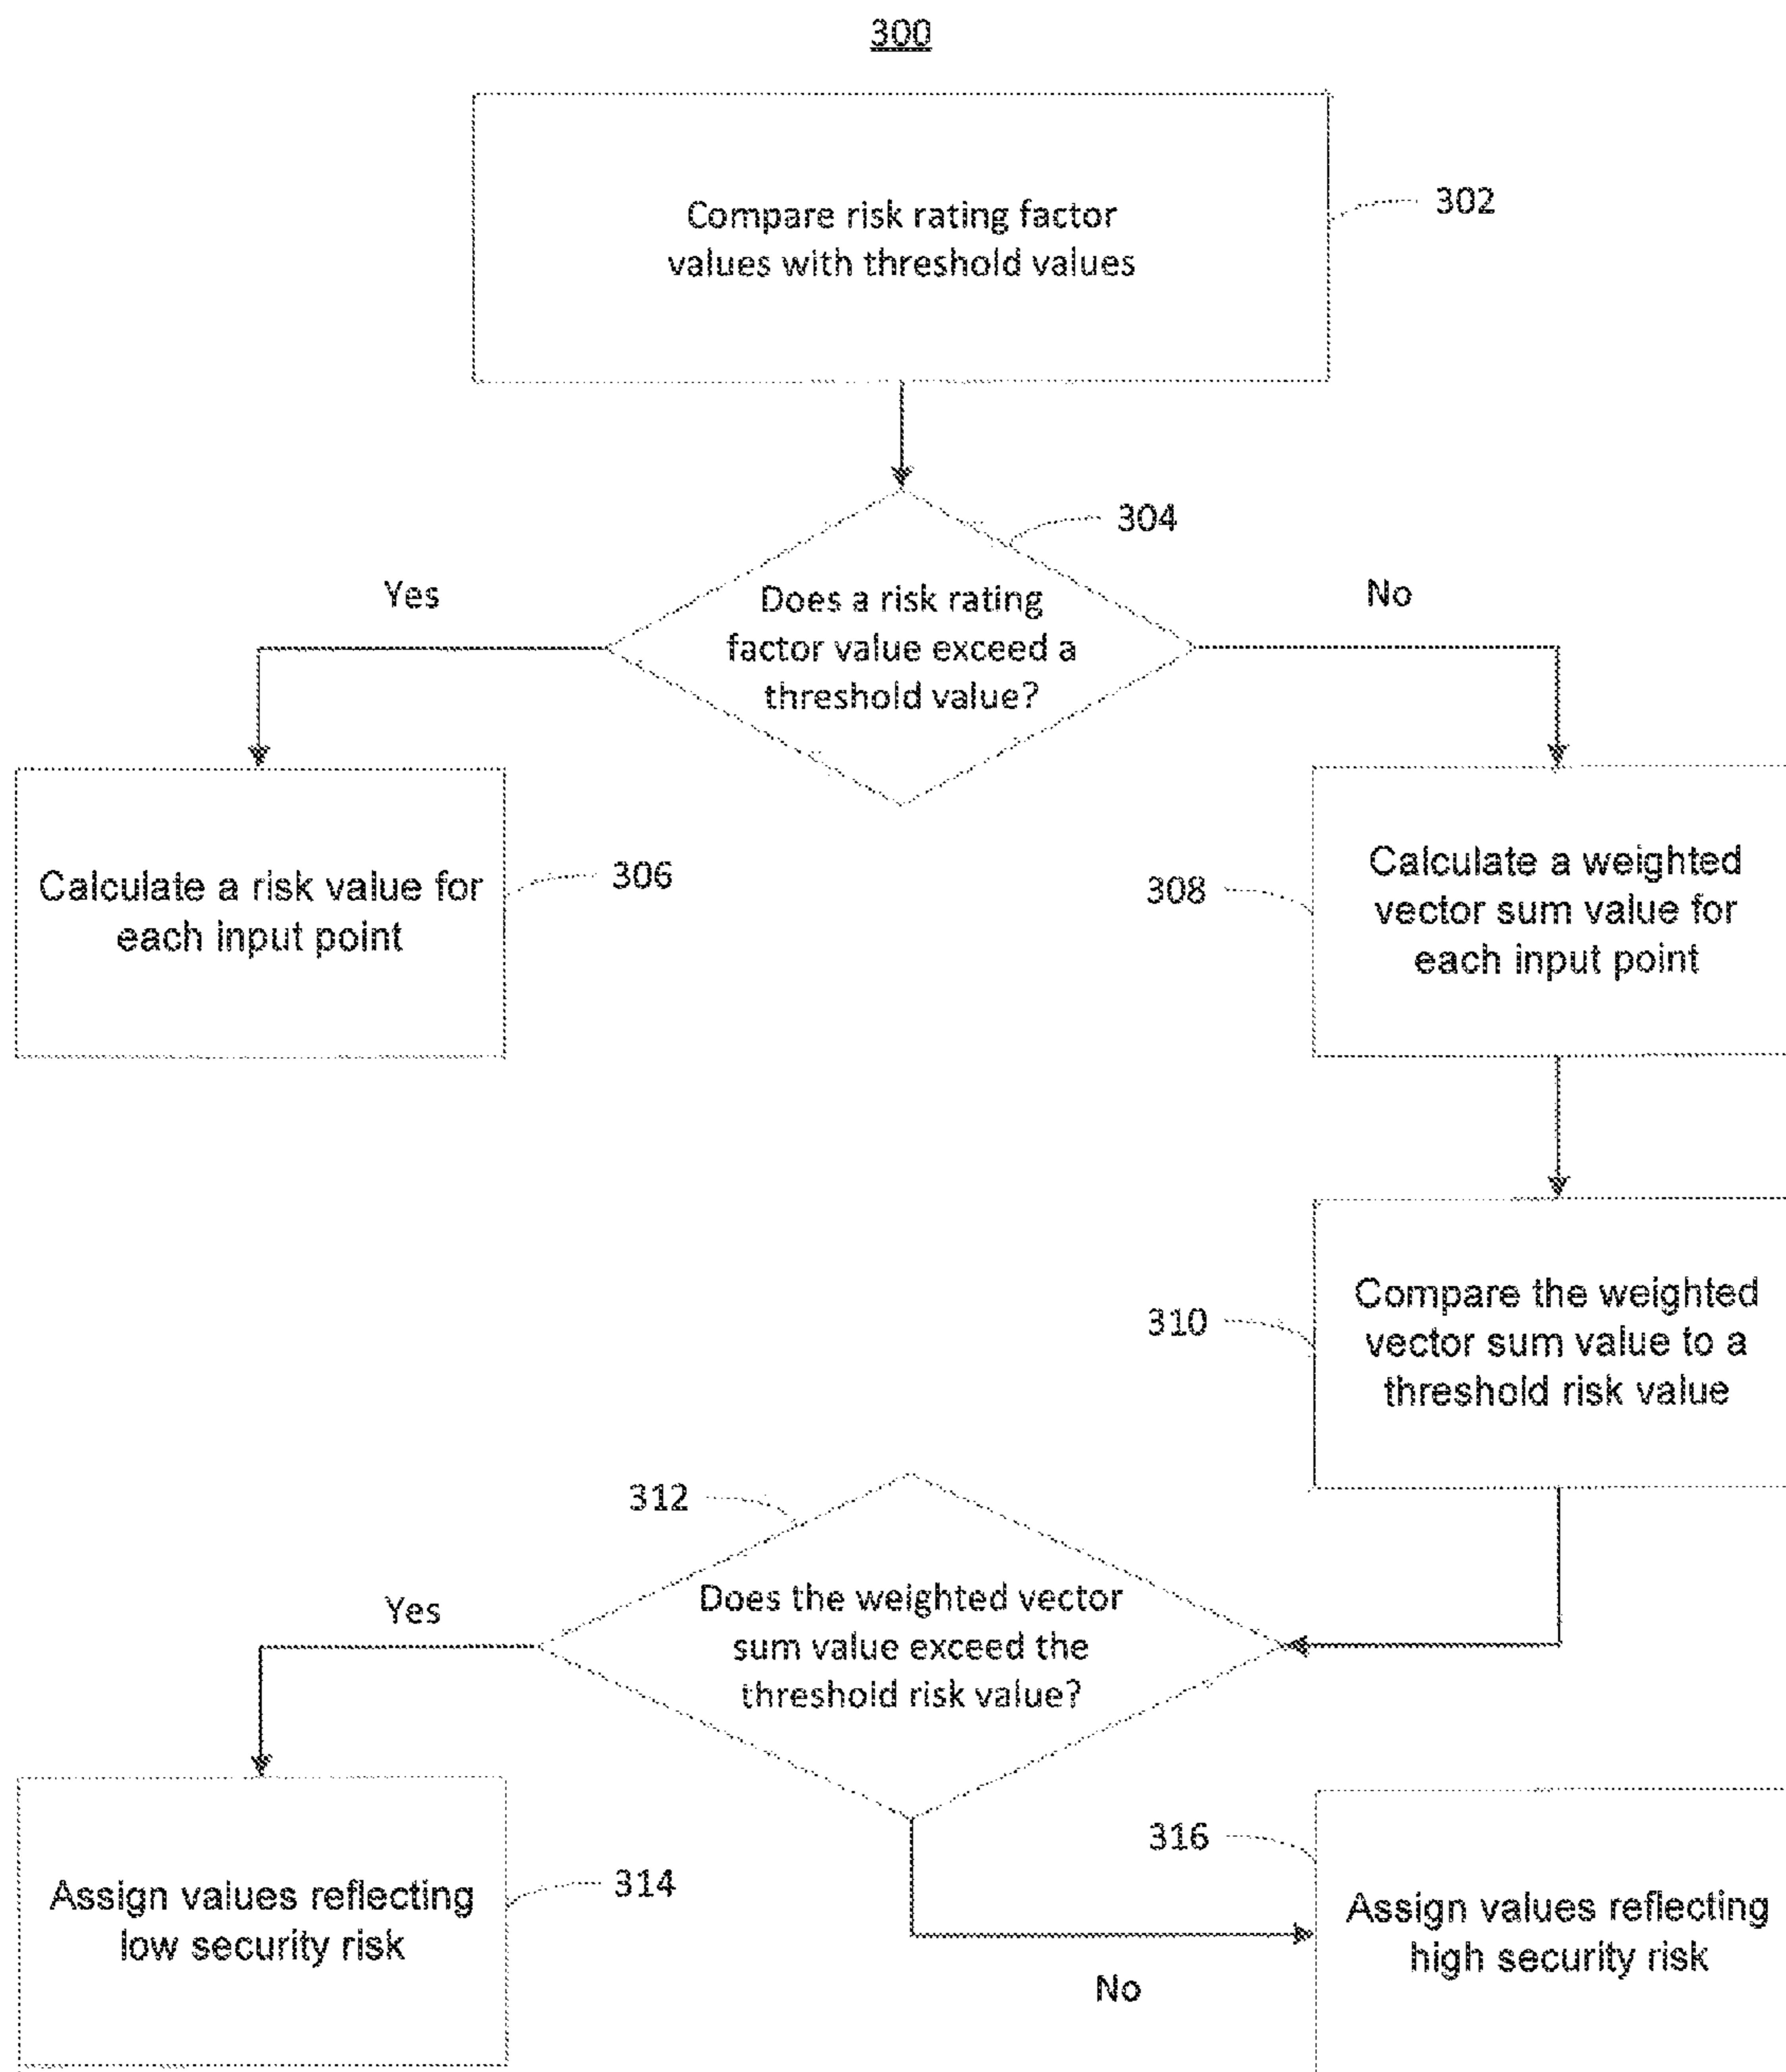 300
Compare risk rating factor
values with threshold values
302
304
Does a risk rating
factor value exceed a
threshold value?
Yes
No
Calculate a risk value for
each input point
306
308
Calculate a weighted
vector sum value for
each input point
310
Compare the weighted
vector sum value to a
threshold risk value
312
Does the weighted vector
sum value exceed the
threshold risk value?
Yes
Assign values reflecting
low security risk
314
316
Assign values reflecting
high security risk
No